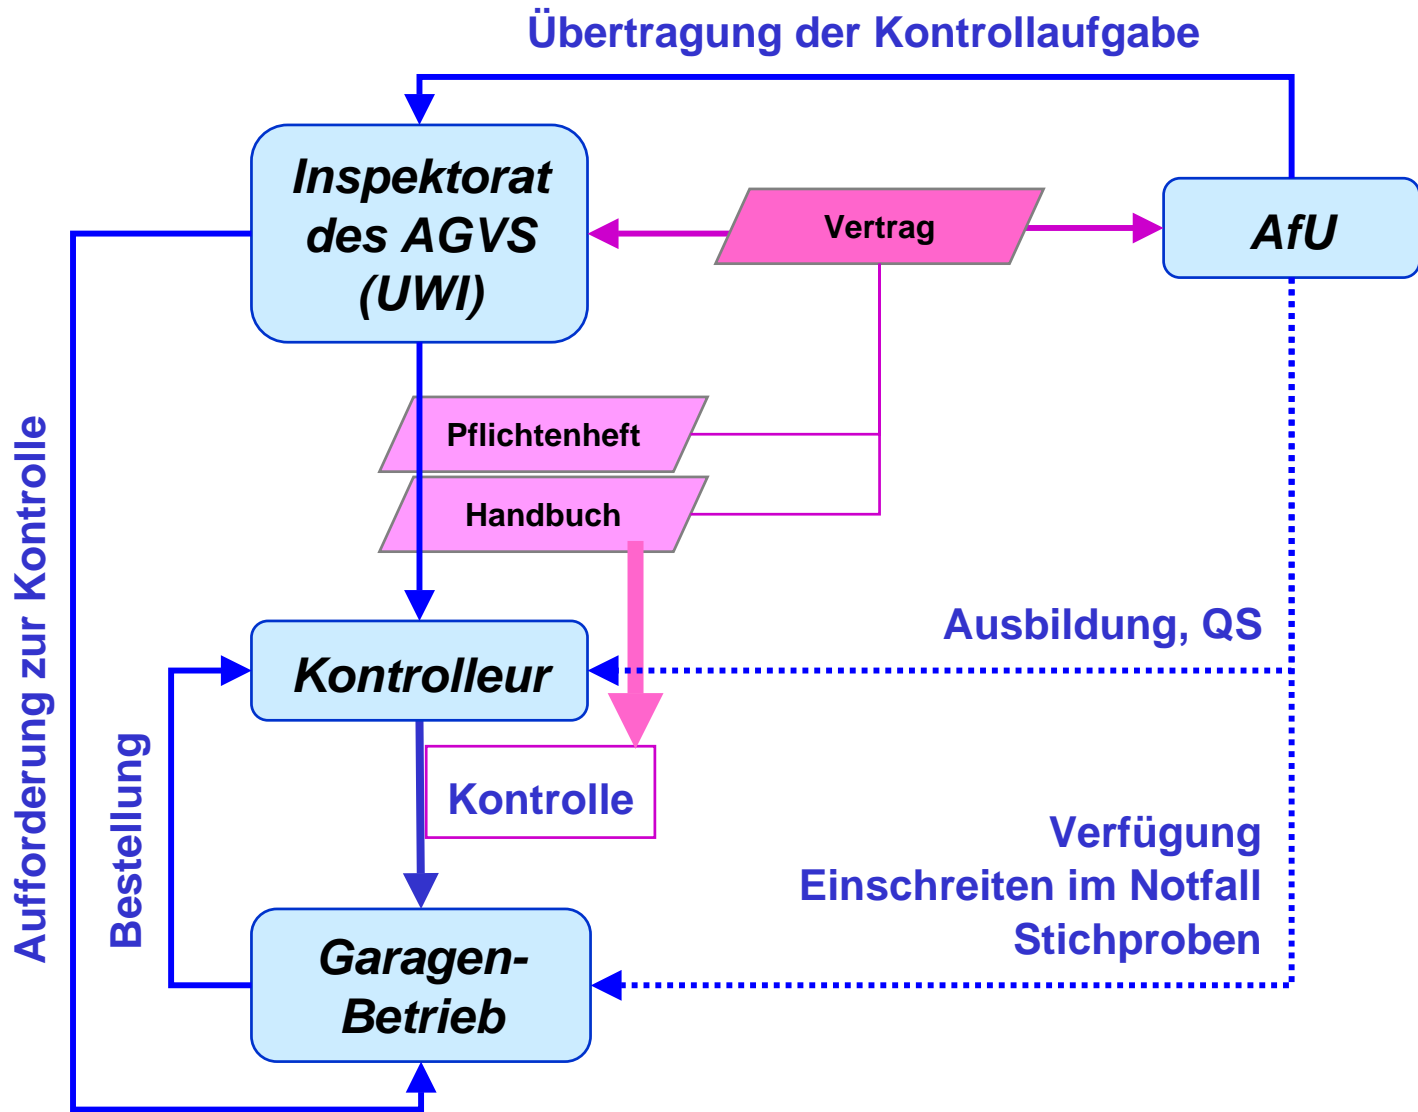 Übertragung der Kontrollaufgabe
Inspektorat
des AGVS
(UWI)
Vertrag
AfU
Pflichtenheft
Handbuch
Aufforderung zur Kontrolle
Ausbildung, QS
Kontrolleur
Bestellung
Kontrolle
Verfügung
Einschreiten im Notfall
Stichproben
Garagen-
Betrieb